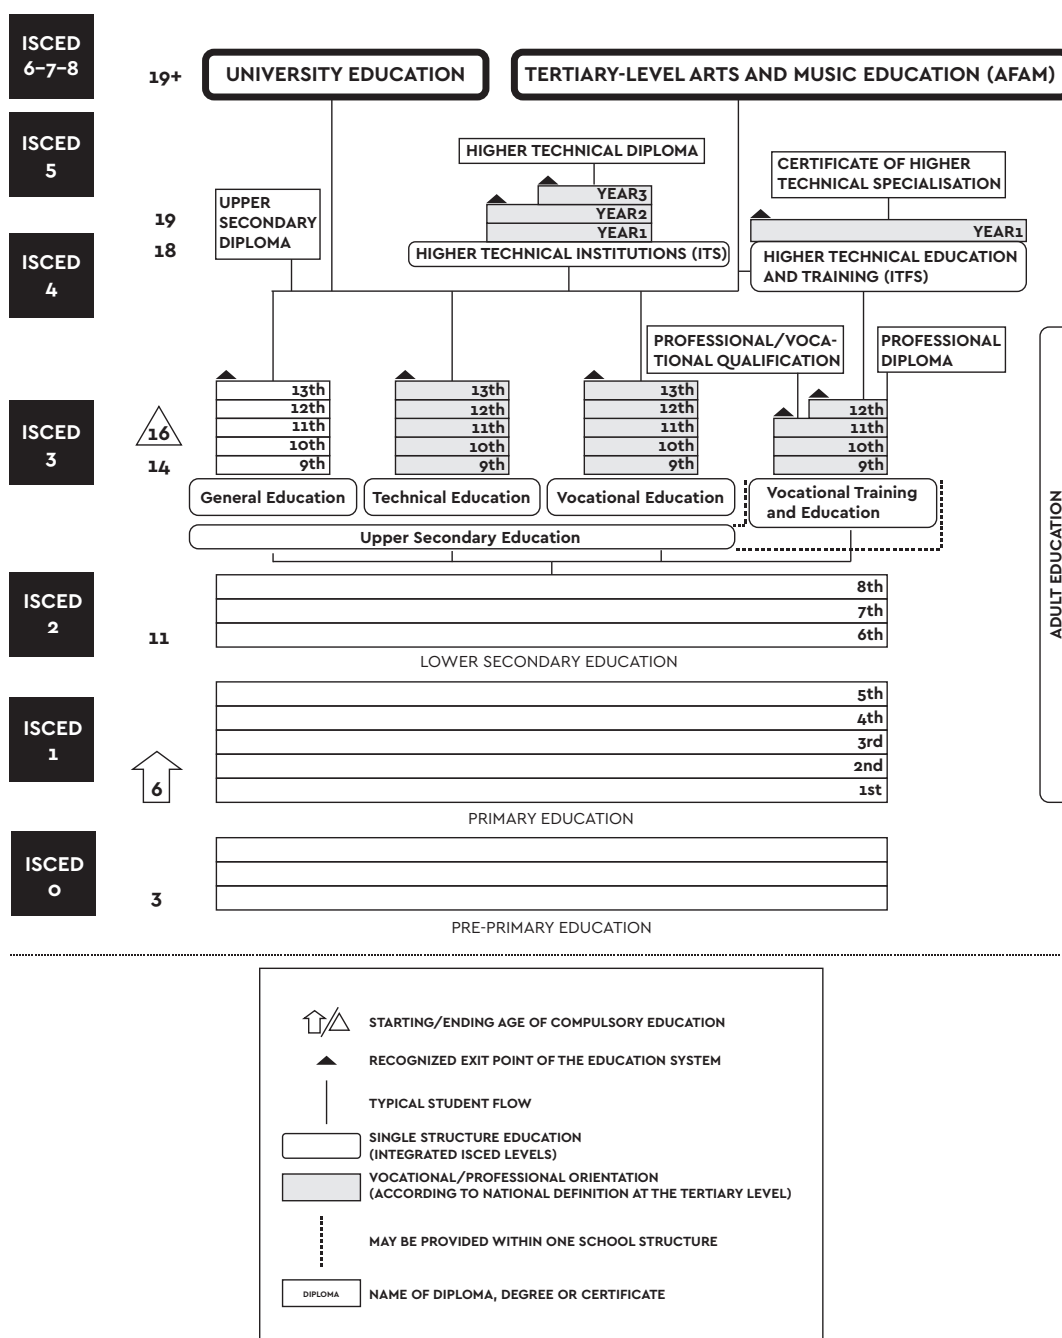 ISCED
6–7–8
19+
UNIVERSITY EDUCATION
TERTIARY-LEVEL ARTS AND MUSIC EDUCATION (AFAM)
ISCED
5
HIGHER TECHNICAL DIPLOMA
CERTIFICATE OF HIGHER
TECHNICAL SPECIALISATION
UPPER
SECONDARY
DIPLOMA
YEAR3
YEAR2
YEAR1
19
18
YEAR1
ISCED
4
HIGHER TECHNICAL INSTITUTIONS (ITS)
HIGHER TECHNICAL EDUCATION
AND TRAINING (ITFS)
PROFESSIONAL/VOCA-
TIONAL QUALIFICATION
PROFESSIONAL
DIPLOMA
ISCED
3
16
14
13th
12th
11th
10th
9th
13th
12th
11th
10th
9th
13th
12th
11th
10th
9th
12th
11th
10th
9th
General Education
Technical Education
Vocational Education
Vocational Training
and Education
Upper Secondary Education
ADULT EDUCATION
ISCED
2
11
8th
7th
6th
LOWER SECONDARY EDUCATION
ISCED
1
6
5th
4th
3rd
2nd
1st
PRIMARY EDUCATION
ISCED
0
3
PRE-PRIMARY EDUCATION
STARTING/ENDING AGE OF COMPULSORY EDUCATION
RECOGNIZED EXIT POINT OF THE EDUCATION SYSTEM
TYPICAL STUDENT FLOW
SINGLE STRUCTURE EDUCATION
(INTEGRATED ISCED LEVELS)
VOCATIONAL/PROFESSIONAL ORIENTATION
(ACCORDING TO NATIONAL DEFINITION AT THE TERTIARY LEVEL)
MAY BE PROVIDED WITHIN ONE SCHOOL STRUCTURE
DIPLOMA
NAME OF DIPLOMA, DEGREE OR CERTIFICATE